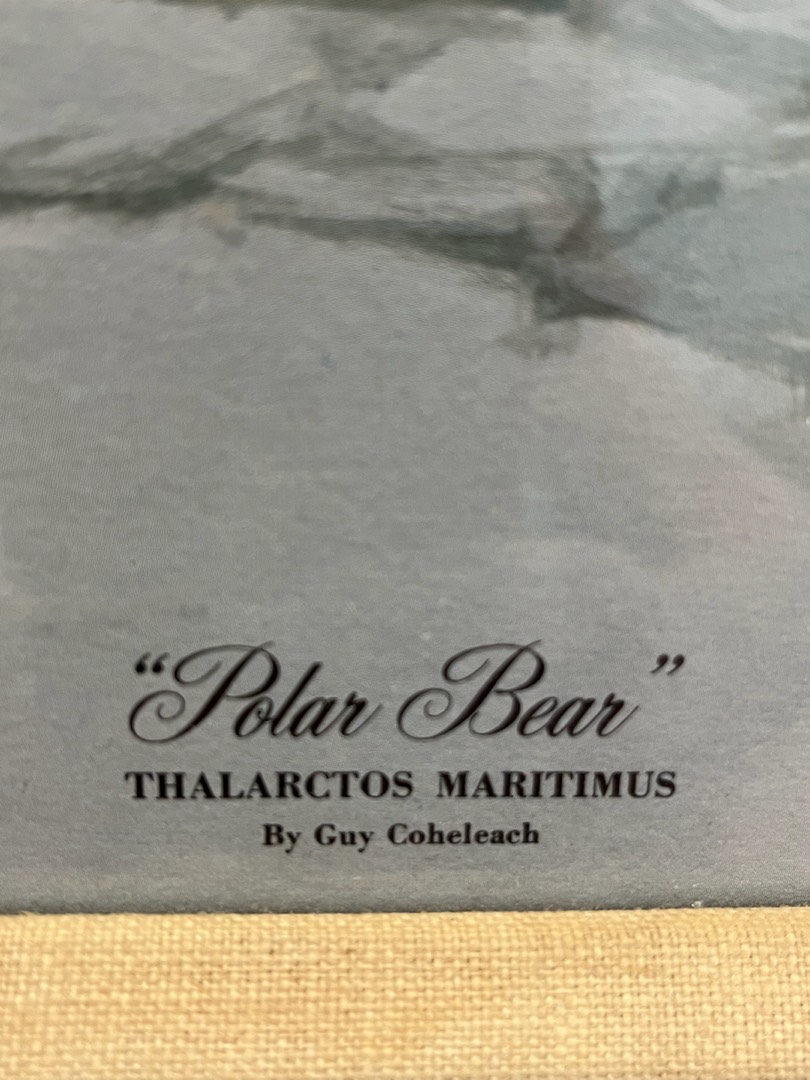 “Polar Bear”
THALARCTOS MARITIMUS
By Guy Coheleach